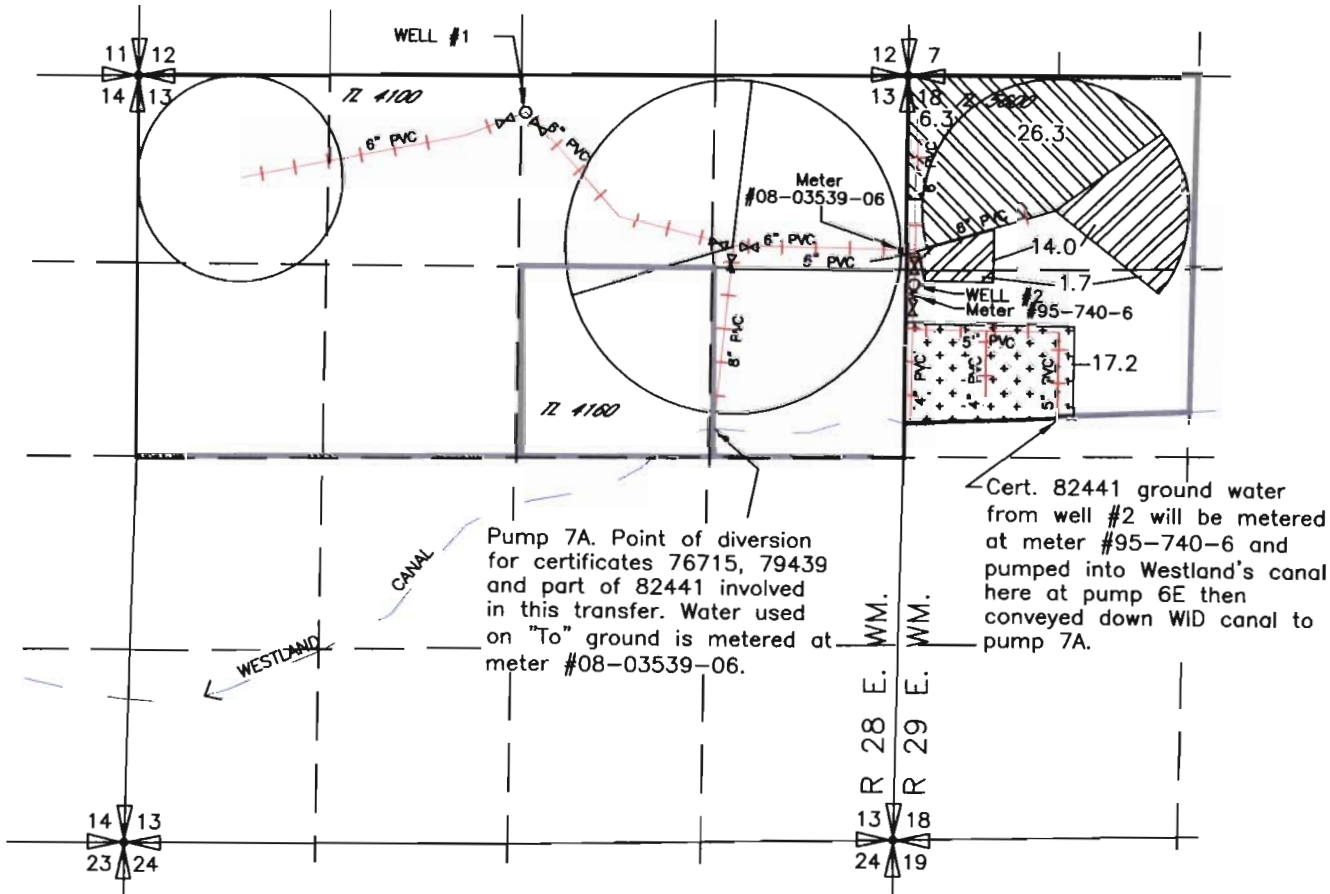 WELL #1
11 12
12 7
14 13
13 18
TL 4100
6.3
26.3
6" PVC
6" PVC
6"
Meter
#08-03539-06
8" PVC
6" PVC
6" PVC
14.0
1.7
WELL #2
Meter #95-740-6
8" PVC
5" PVC
17.2
4" PVC
4" PVC
5" PVC
TL 4160
Pump 7A. Point of diversion
for certificates 76715, 79439
and part of 82441 involved
in this transfer. Water used
on "To" ground is metered at
meter #08-03539-06.
Cert. 82441 ground water
from well #2 will be metered
at meter #95-740-6 and
pumped into Westland's canal
here at pump 6E then
conveyed down WID canal to
pump 7A.
CANAL
WESTLAND
R 28 E. WM.
R 29 E. WM.
14 13
13 18
23 24
24 19